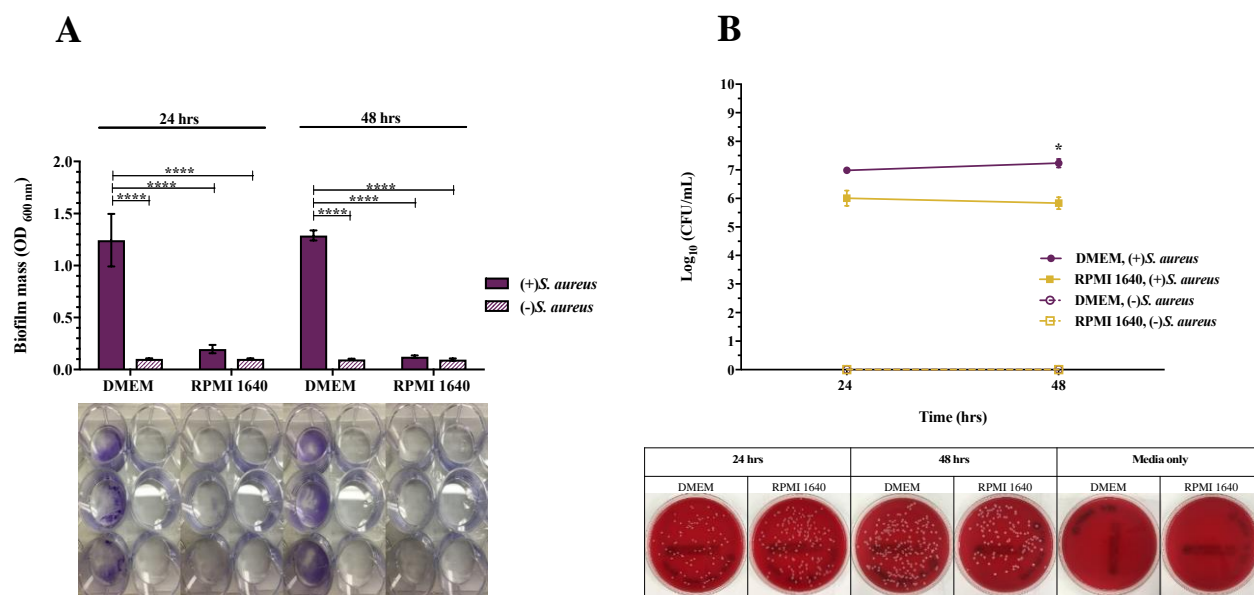 A
24 hrs
48 hrs
****
****
****
****
****
****
Biofilm mass (OD 600 nm)
2.0
1.5
1.0
0.5
0.0
DMEM
RPMI 1640
DMEM
RPMI 1640
(+)S. aureus
(-)S. aureus
B
Log10 (CFU/mL)
10
9
8
7
6
5
4
3
2
1
0
*
DMEM, (+)S. aureus
RPMI 1640, (+)S. aureus
DMEM, (-)S. aureus
RPMI 1640, (-)S. aureus
24
48
Time (hrs)
24 hrs
48 hrs
Media only
DMEM
RPMI 1640
DMEM
RPMI 1640
DMEM
RPMI 1640